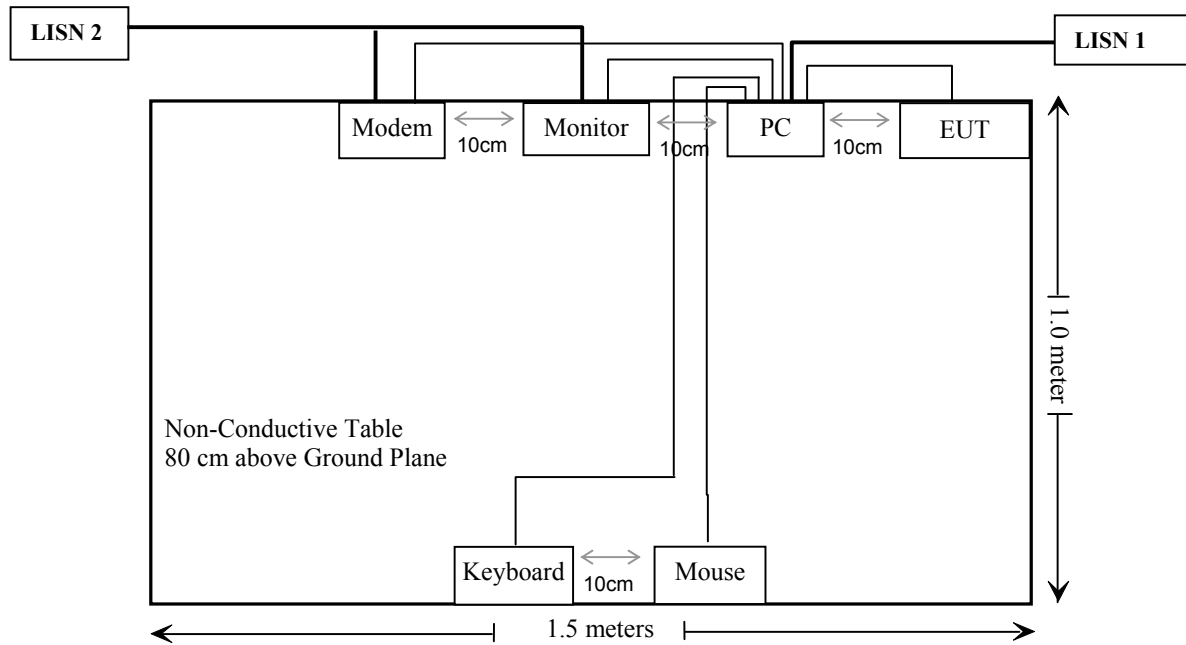 LISN 2
LISN 1
Modem
Monitor
PC
EUT
10cm
10cm
10cm
1.0 meter
Non-Conductive Table
80 cm above Ground Plane
Keyboard
Mouse
10cm
1.5 meters